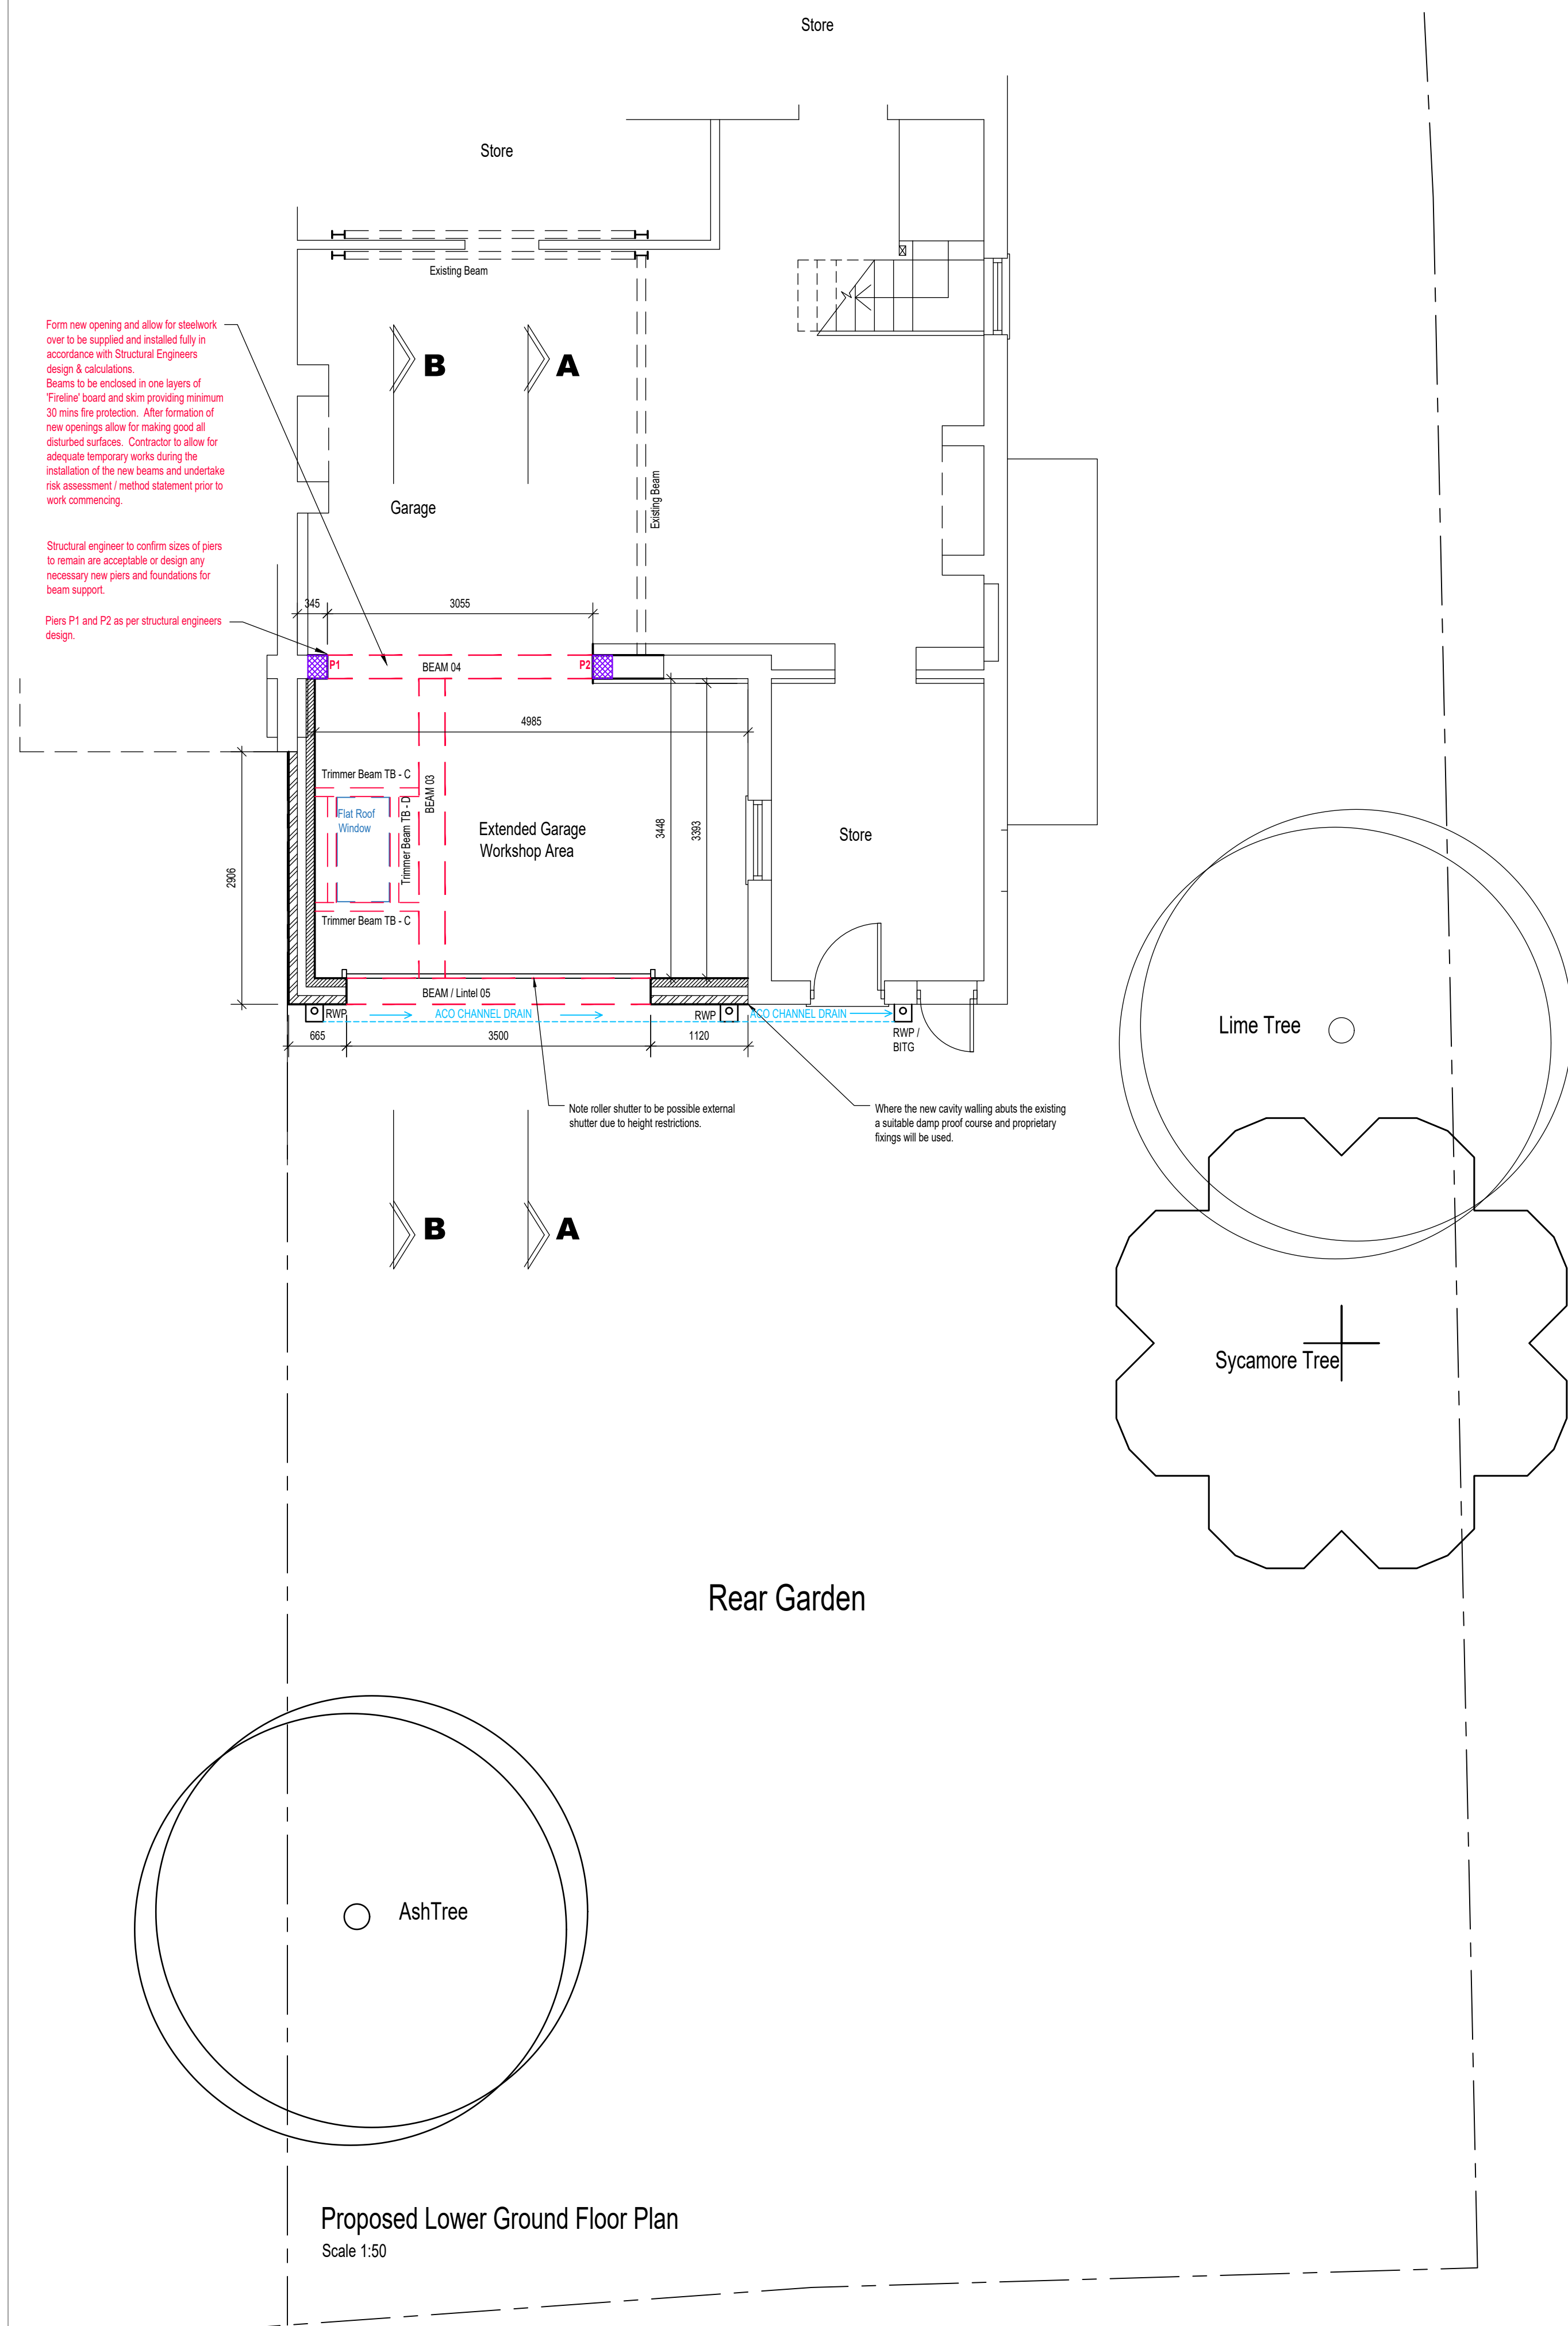 Store
Store
Existing Beam
Form new opening and allow for steelwork
over to be supplied and installed fully in
accordance with Structural Engineers
design & calculations.
Beams to be enclosed in one layers of
'Fireline' board and skim providing minimum
30 mins fire protection.  After formation of
new openings allow for making good all
disturbed surfaces.  Contractor to allow for
adequate temporary works during the
installation of the new beams and undertake
risk assessment / method statement prior to
work commencing.
B
A
Existing Beam
Garage
Structural engineer to confirm sizes of piers
to remain are acceptable or design any
necessary new piers and foundations for
beam support.
345
3055
Piers P1 and P2 as per structural engineers
design.
P1
BEAM 04
P2
4985
Trimmer Beam TB - C
BEAM 03
Trimmer Beam TB - D
Flat Roof
Window
Extended Garage
Workshop Area
3448
3393
Store
2906
Trimmer Beam TB - C
BEAM / Lintel 05
RWP
ACO CHANNEL DRAIN
RWP
ACO CHANNEL DRAIN
RWP /
BITG
665
3500
1120
Lime Tree
Note roller shutter to be possible external
shutter due to height restrictions.
Where the new cavity walling abuts the existing
a suitable damp proof course and proprietary
fixings will be used.
B
A
Sycamore Tree
Rear Garden
AshTree
Proposed Lower Ground Floor Plan
Scale 1:50